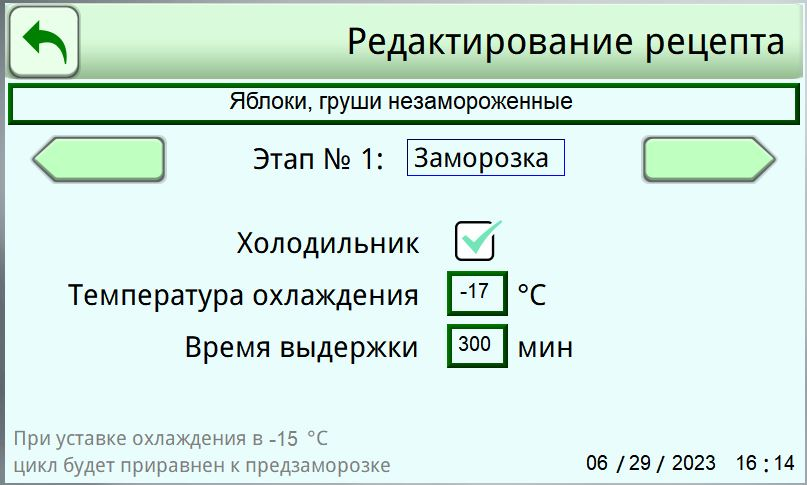 Редактирование рецепта
Яблоки, груши незамороженные
Этап № 1: Заморозка
Холодильник
Температура охлаждения -17 °C
Время выдержки 300 мин
При уставке охлаждения в -15 °C
цикл будет приравнен к предзаморозке
06 / 29 / 2023 16 : 14